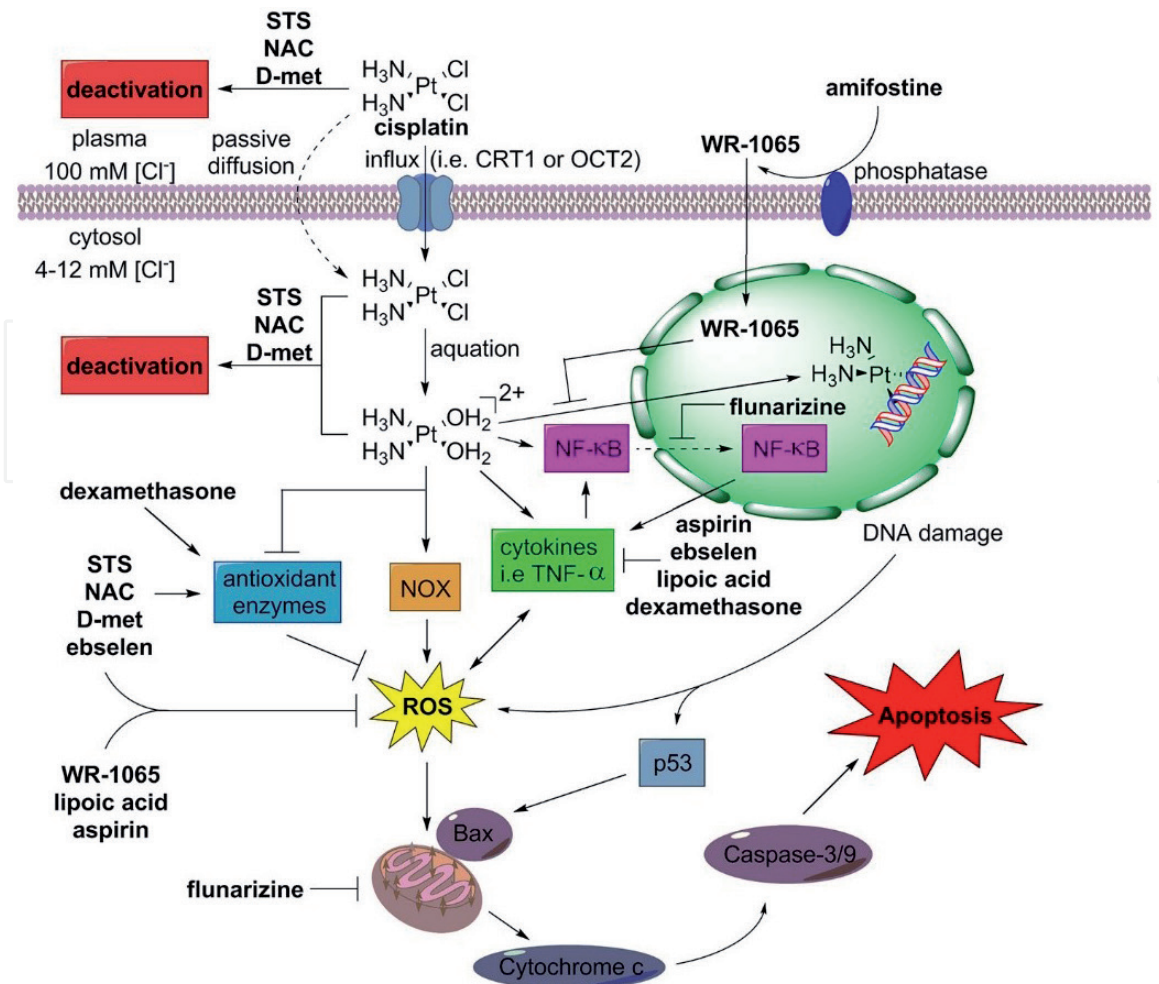 STS
NAC
D-met
deactivation
H₃N Cl
Pt
H₃N Cl
cisplatin
plasma
100 mM [Cl⁻]
passive
diffusion
influx (i.e. CRT1 or OCT2)
amifostine
WR-1065
phosphatase
cytosol
4-12 mM [Cl⁻]
H₃N Cl
Pt
H₃N Cl
STS
NAC
D-met
deactivation
aquation
WR-1065
H₃N
H₃N Pt
H₃N OH₂ 2+
Pt
H₃N OH₂
flunarizine
NF-κB
NF-κB
DNA damage
dexamethasone
STS
NAC
D-met
ebselen
antioxidant
enzymes
NOX
cytokines
i.e TNF-α
aspirin
ebselen
lipoic acid
dexamethasone
ROS
Apoptosis
p53
WR-1065
lipoic acid
aspirin
Bax
Caspase-3/9
flunarizine
Cytochrome c